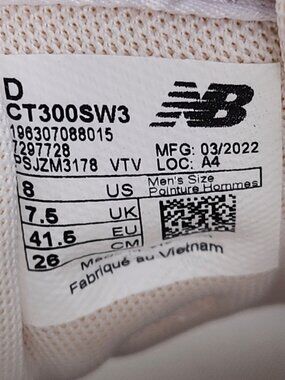 D
CT300SW3 NB
196307088015
7297728 MFG: 03/2022
PSJZM3178 VTV LOC: A4
8 US Men's Size
Pointure Hommes
7.5 UK
41.5 EU
26 CM
Fabriqué au Vietnam